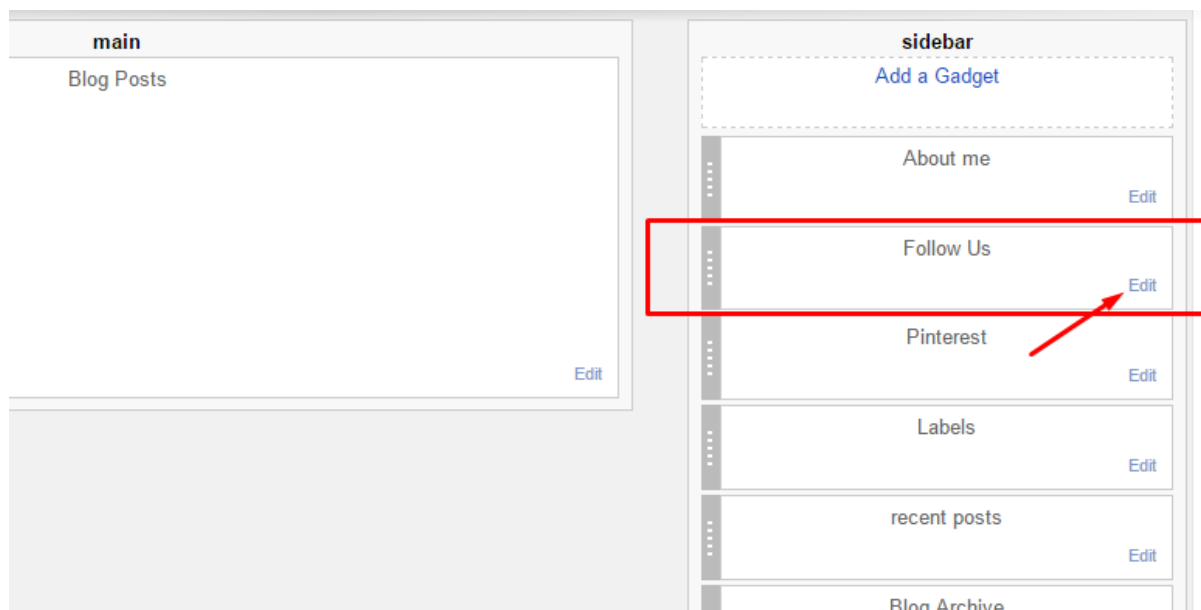 main
Blog Posts
Edit
sidebar
Add a Gadget
About me
Edit
Follow Us
Edit
Pinterest
Edit
Labels
Edit
recent posts
Edit
Blog Archive